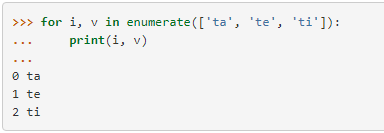 >>> for i, v in enumerate(['ta', 'te', 'ti']):
...     print(i, v)
...
0 ta
1 te
2 ti